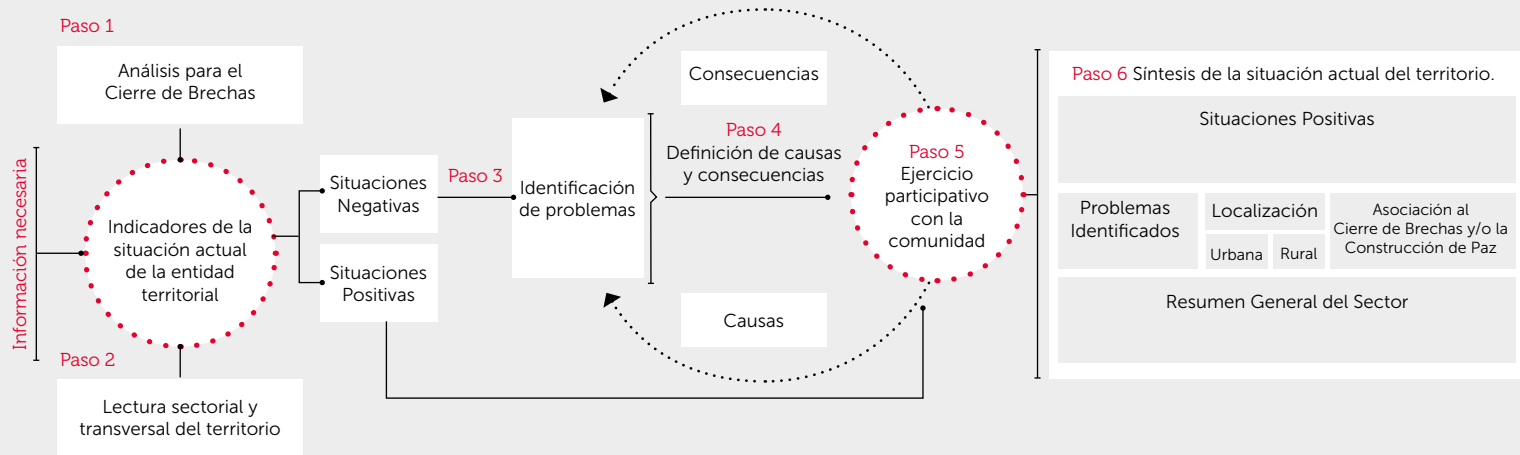 Paso 1
Análisis para el
Cierre de Brechas
Información necesaria
Indicadores de la
situación actual
de la entidad
territorial
Paso 2
Lectura sectorial y
transversal del territorio
Situaciones
Negativas
Situaciones
Positivas
Paso 3
Identificación
de problemas
Consecuencias
Paso 4
Definición de causas
y consecuencias
Causas
Paso 5
Ejercicio
participativo
con la
comunidad
Paso 6 Síntesis de la situación actual del territorio.
Situaciones Positivas
Problemas
Identificados
Localización
Urbana
Rural
Asociación al
Cierre de Brechas y/o la
Construcción de Paz
Resumen General del Sector